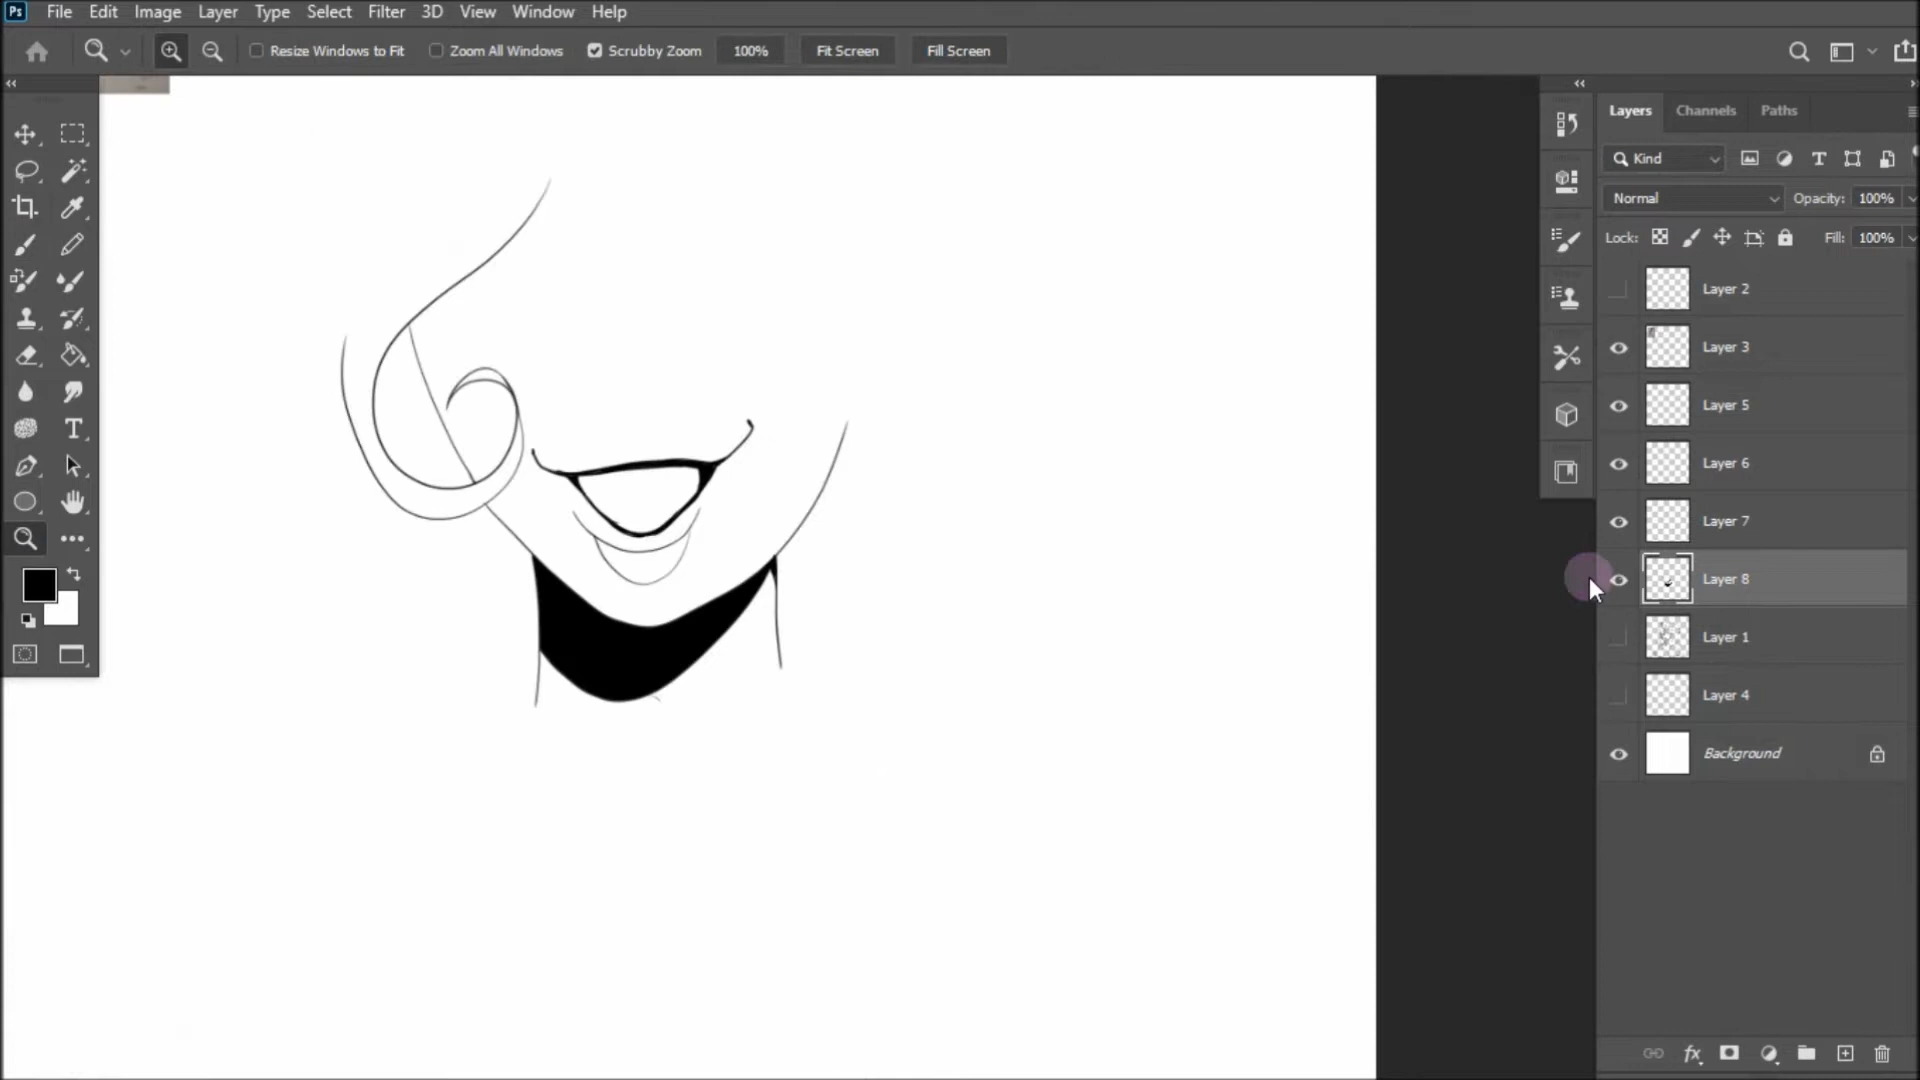 Ps File Edit Image Layer Type Select Filter 3D View Window Help
Resize Windows to Fit Zoom All Windows Scrubby Zoom 100% Fit Screen Fill Screen
Layers Channels Paths
Kind
Normal Opacity: 100%
Lock: Fill: 100%
Layer 2
Layer 3
Layer 5
Layer 6
Layer 7
Layer 8
Layer 1
Layer 4
Background
fx